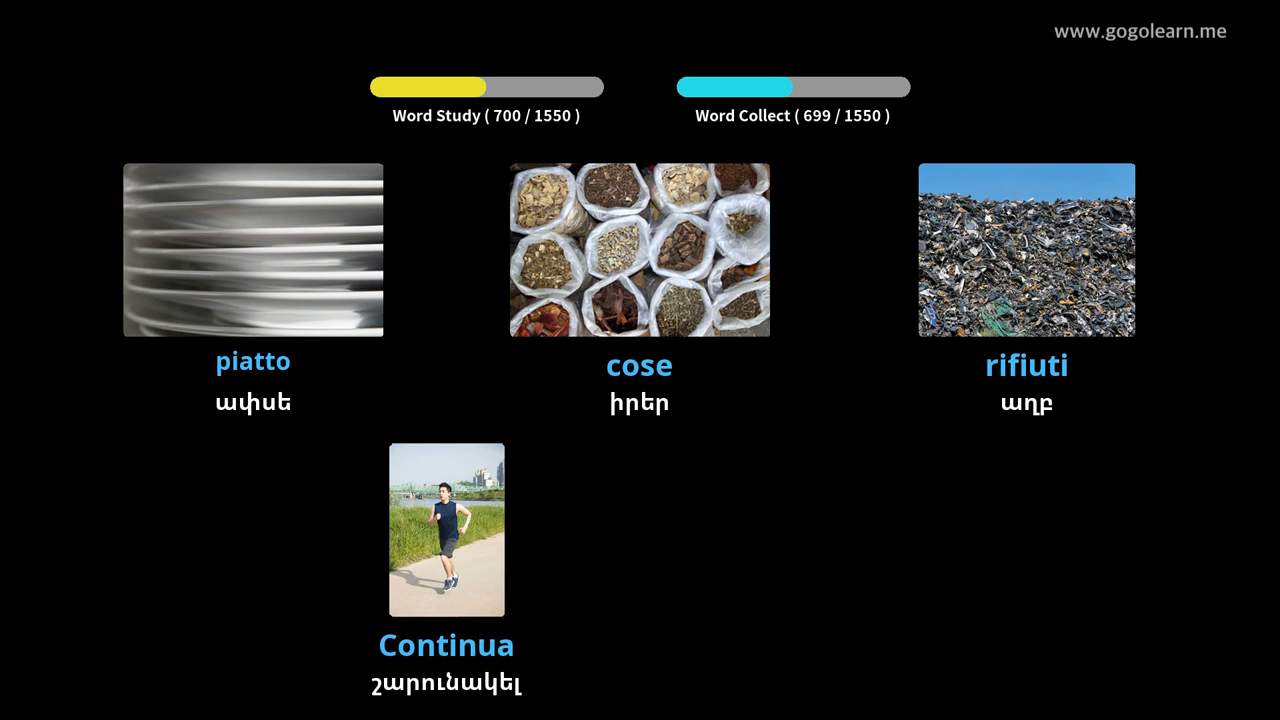 www.gogolearn.me
Word Study ( 700 / 1550 )
Word Collect ( 699 / 1550 )
piatto
ափսե
cose
իրեր
rifiuti
աղբ
Continua
շարունակել